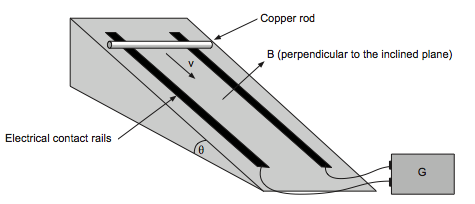 Copper rod
B (perpendicular to the inclined plane)
v
Electrical contact rails
θ
G